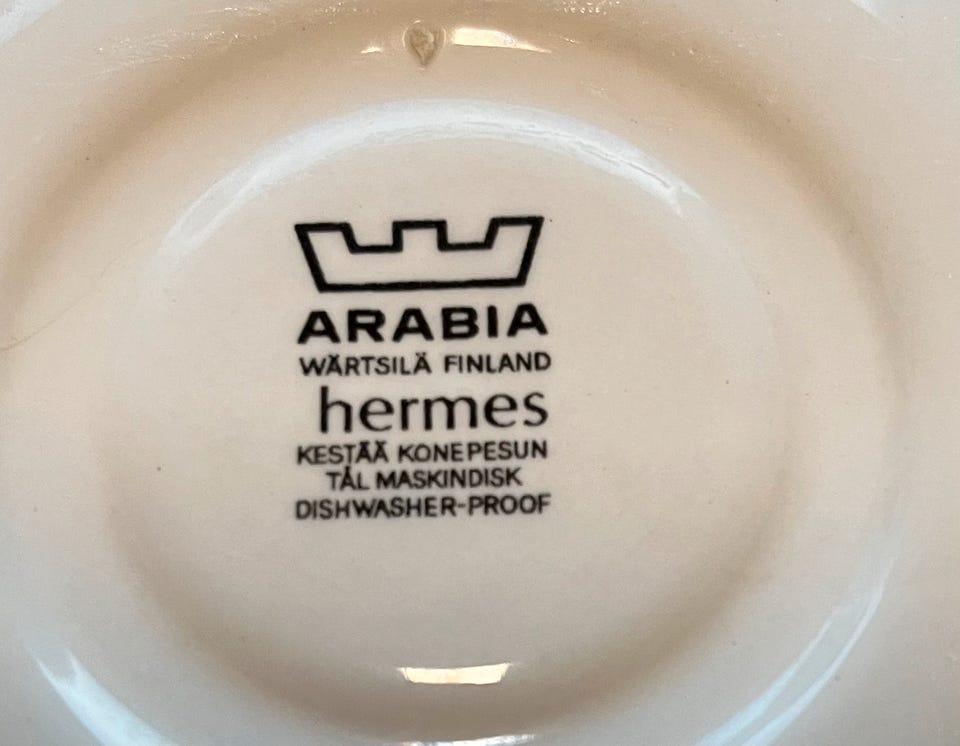 ARABIA
WÄRTSILÄ FINLAND
hermes
KESTÄÄ KONEPESUN
TÅL MASKINDISK
DISHWASHER-PROOF